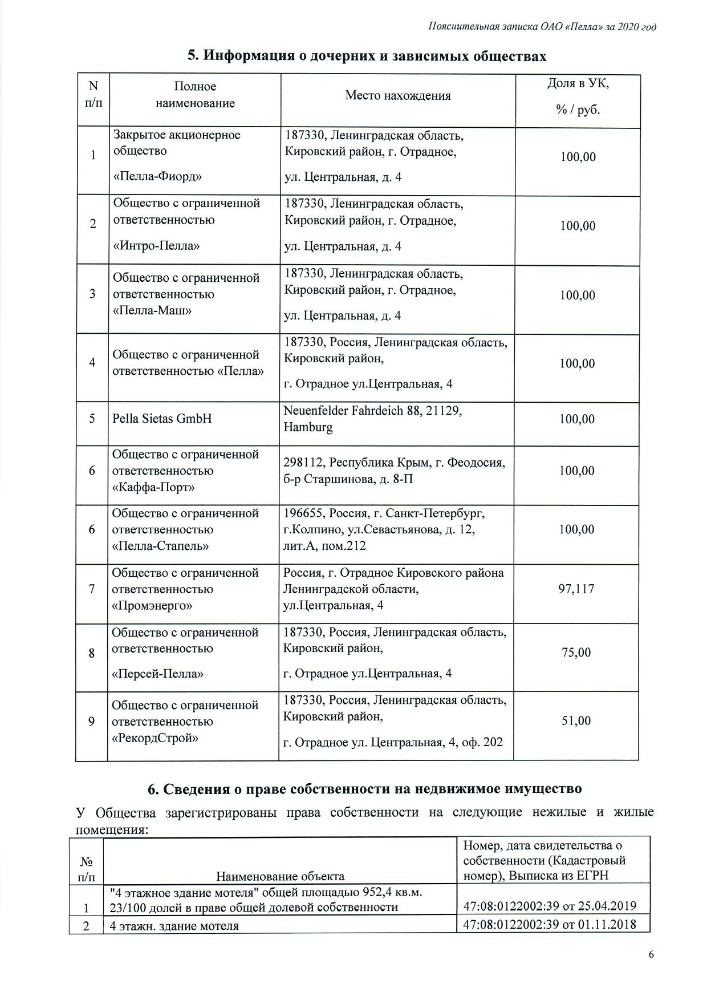 Пояснительная записка ОАО «Пелла» за 2020 год
5. Информация о дочерних и зависимых обществах
N
п/п
Полное
наименование
Место нахождения
Доля в УК,
% / руб.
1
Закрытое акционерное
общество
«Пелла-Фиорд»
187330, Ленинградская область,
Кировский район, г. Отрадное,
ул. Центральная, д. 4
100,00
2
Общество с ограниченной
ответственностью
«Интро-Пелла»
187330, Ленинградская область,
Кировский район, г. Отрадное,
ул. Центральная, д. 4
100,00
3
Общество с ограниченной
ответственностью
«Пелла-Маш»
187330, Ленинградская область,
Кировский район, г. Отрадное,
ул. Центральная, д. 4
100,00
4
Общество с ограниченной
ответственностью «Пелла»
187330, Россия, Ленинградская область,
Кировский район,
г. Отрадное ул.Центральная, 4
100,00
5
Pella Sietas GmbH
Neuenfelder Fahrdeich 88, 21129,
Hamburg
100,00
6
Общество с ограниченной
ответственностью
«Каффа-Порт»
298112, Республика Крым, г. Феодосия,
б-р Старшинова, д. 8-П
100,00
6
Общество с ограниченной
ответственностью
«Пелла-Стапель»
196655, Россия, г. Санкт-Петербург,
г.Колпино, ул.Севастьянова, д. 12,
лит.А, пом.212
100,00
7
Общество с ограниченной
ответственностью
«Промэнерго»
Россия, г. Отрадное Кировского района
Ленинградской области,
ул.Центральная, 4
97,117
8
Общество с ограниченной
ответственностью
«Персей-Пелла»
187330, Россия, Ленинградская область,
Кировский район,
г. Отрадное ул.Центральная, 4
75,00
9
Общество с ограниченной
ответственностью
«РекордСтрой»
187330, Россия, Ленинградская область,
Кировский район,
г. Отрадное ул. Центральная, 4, оф. 202
51,00
6. Сведения о праве собственности на недвижимое имущество
У Общества зарегистрированы права собственности на следующие нежилые и жилые
помещения:
№
п/п
Наименование объекта
Номер, дата свидетельства о
собственности (Кадастровый
номер), Выписка из ЕГРН
1
"4 этажное здание мотеля" общей площадью 952,4 кв.м.
23/100 долей в праве общей долевой собственности
47:08:0122002:39 от 25.04.2019
2
4 этажн. здание мотеля
47:08:0122002:39 от 01.11.2018
6